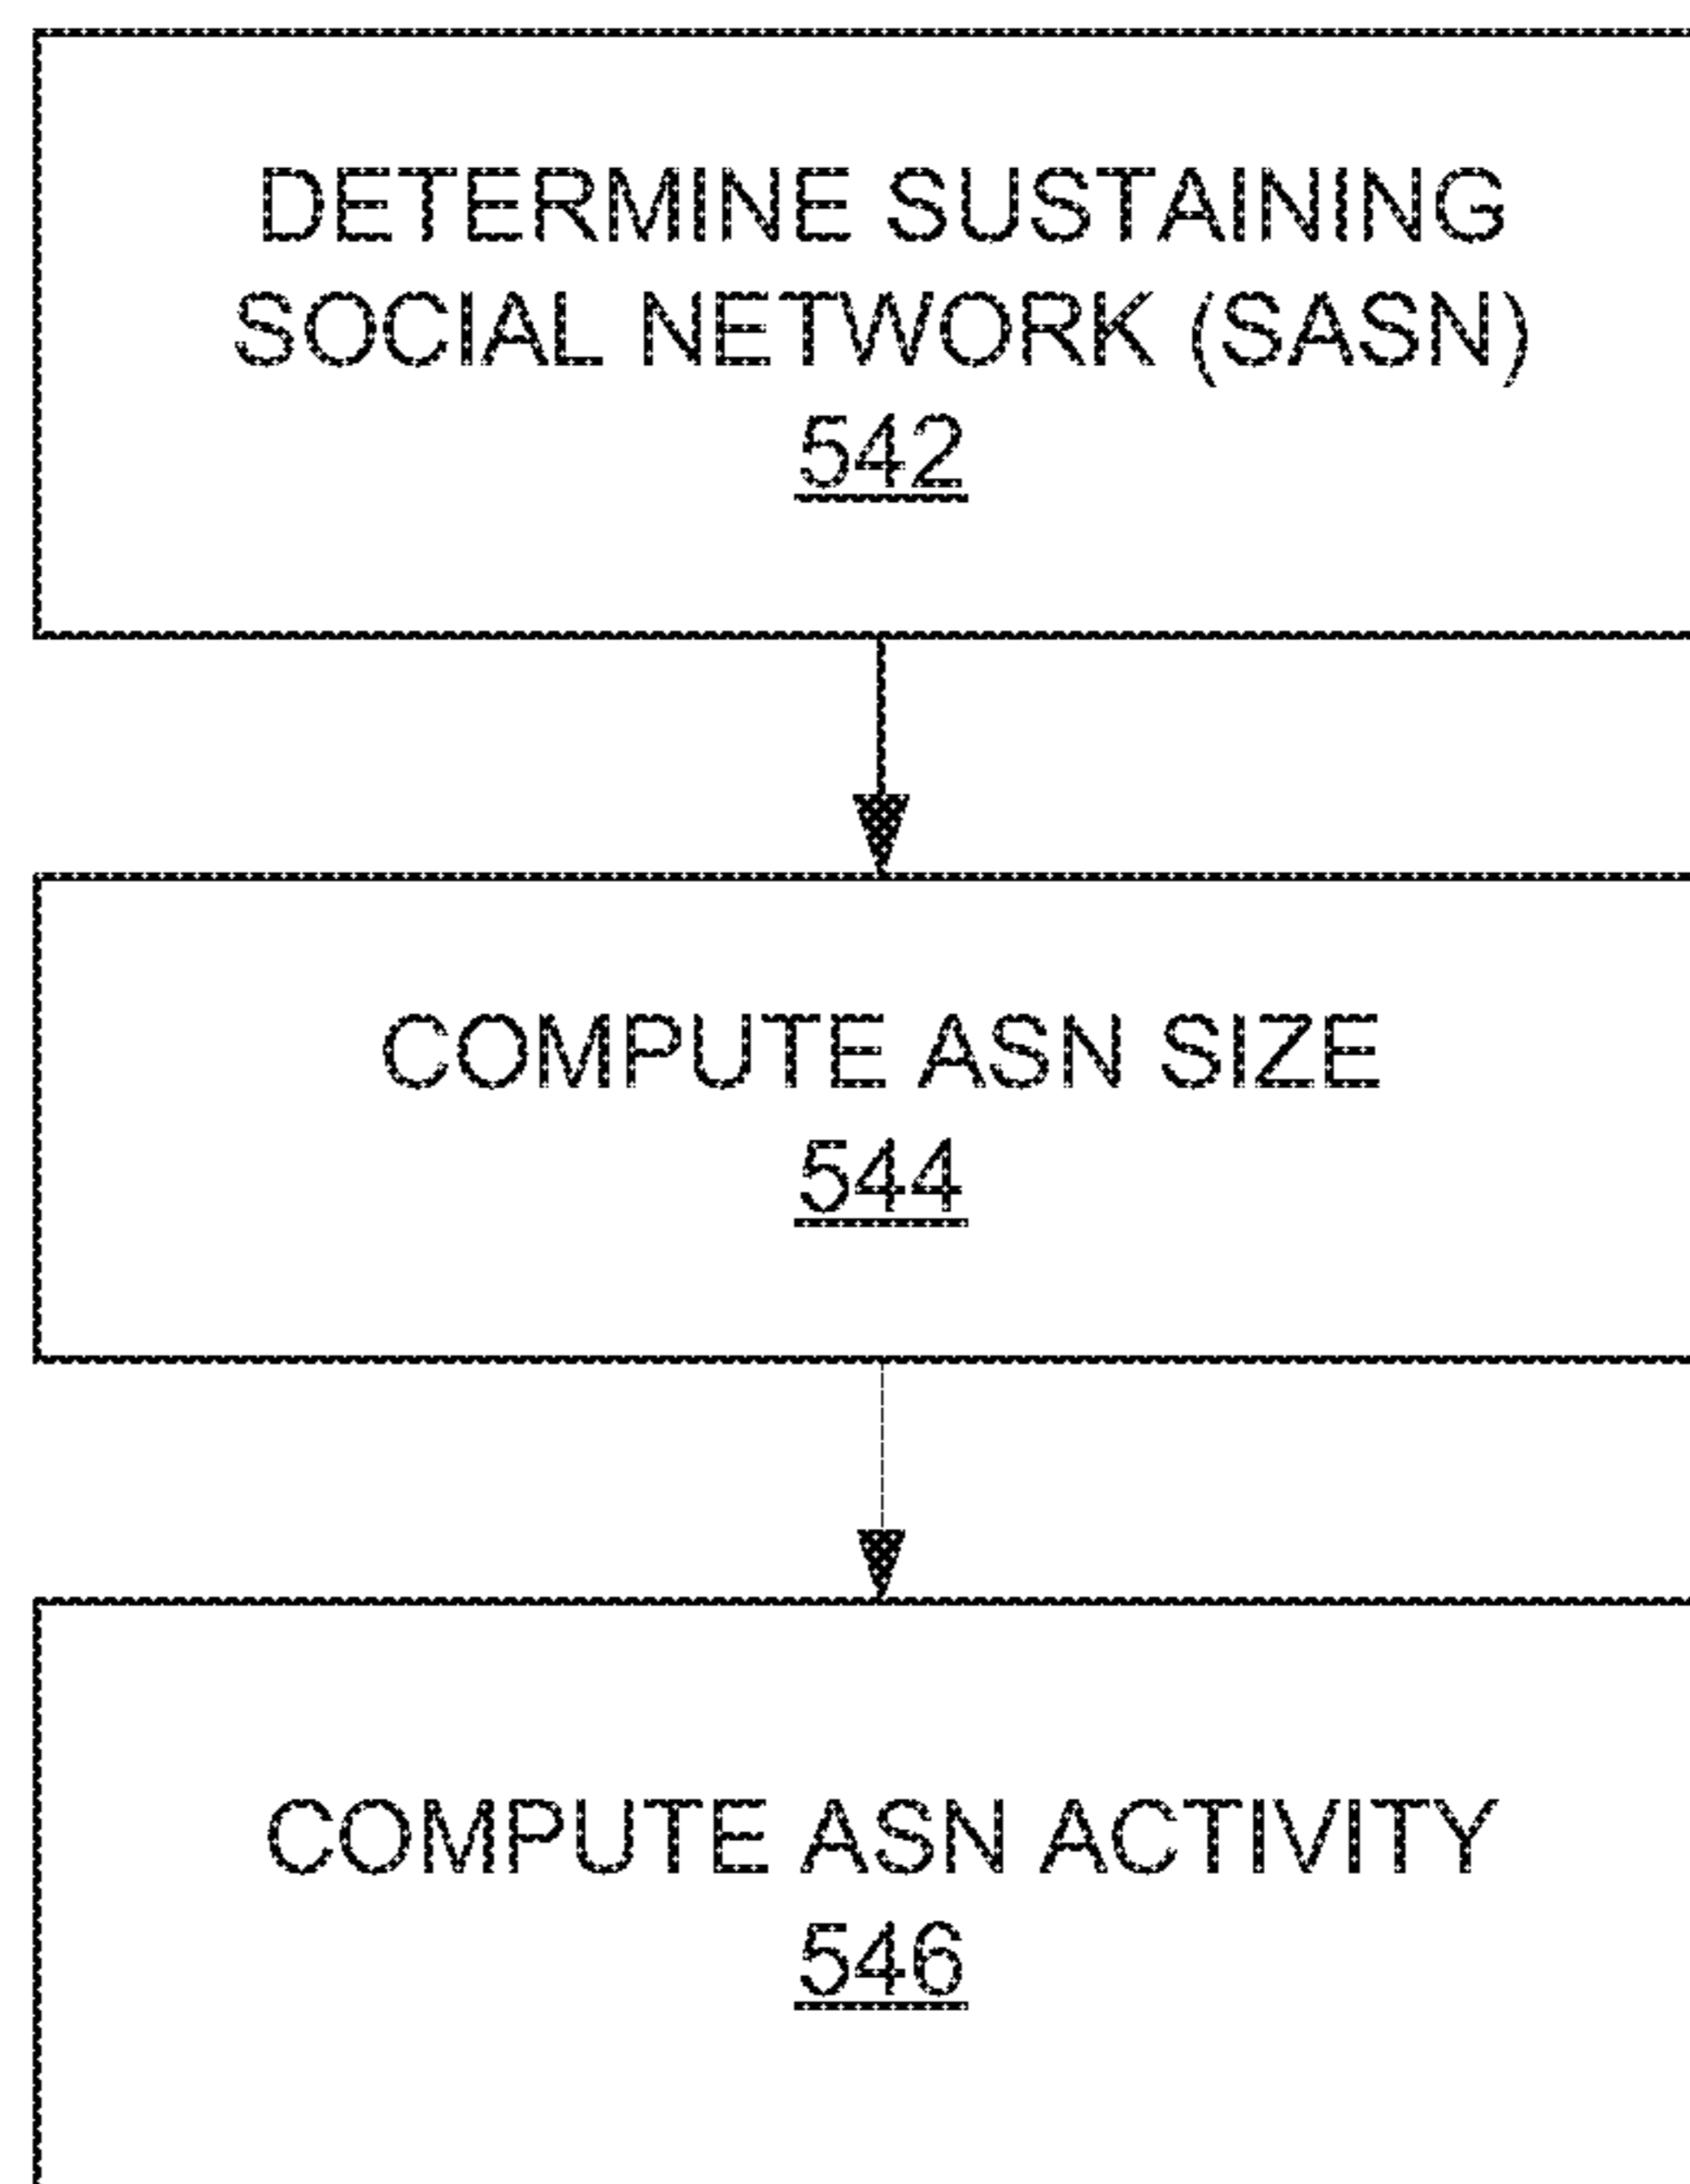 DETERMINE SUSTAINING
SOCIAL NETWORK (SASN)
542
COMPUTE ASN SIZE
544
COMPUTE ASN ACTIVITY
546